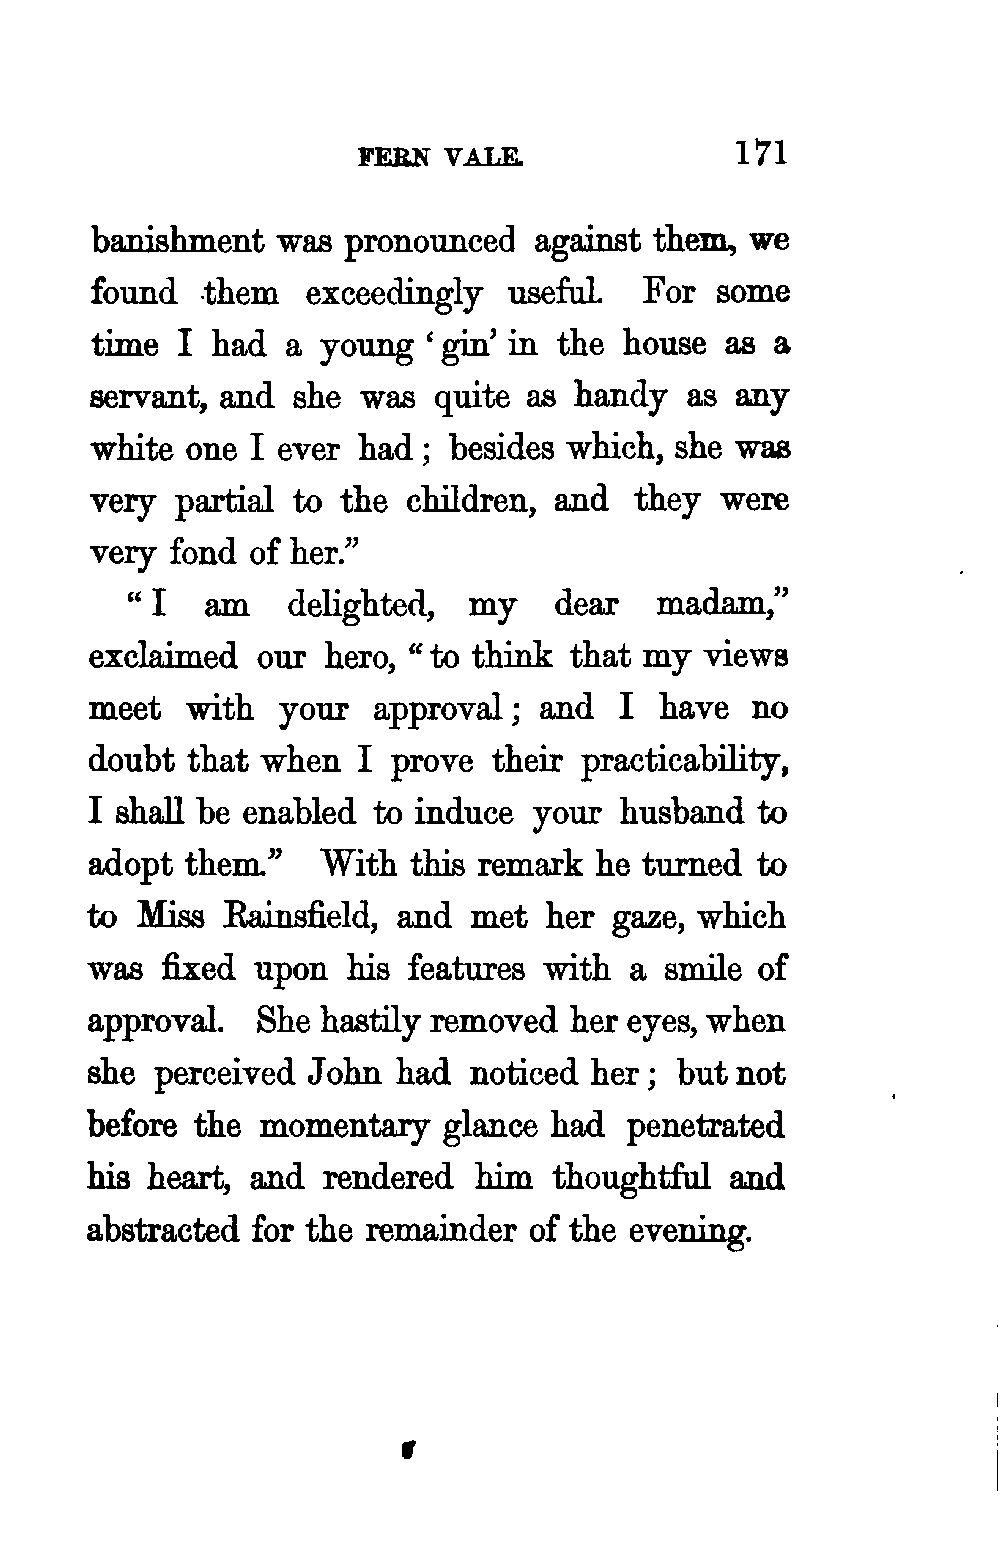 FERN VALE. 171
banishment was pronounced against them, we
found them exceedingly useful. For some
time I had a young ‘gin’ in the house as a
servant, and she was quite as handy as any
white one I ever had; besides which, she was
very partial to the children, and they were
very fond of her.”
“I am delighted, my dear madam,”
exclaimed our hero, “to think that my views
meet with your approval; and I have no
doubt that when I prove their practicability,
I shall be enabled to induce your husband to
adopt them.” With this remark he turned to
to Miss Rainsfield, and met her gaze, which
was fixed upon his features with a smile of
approval. She hastily removed her eyes, when
she perceived John had noticed her; but not
before the momentary glance had penetrated
his heart, and rendered him thoughtful and
abstracted for the remainder of the evening.